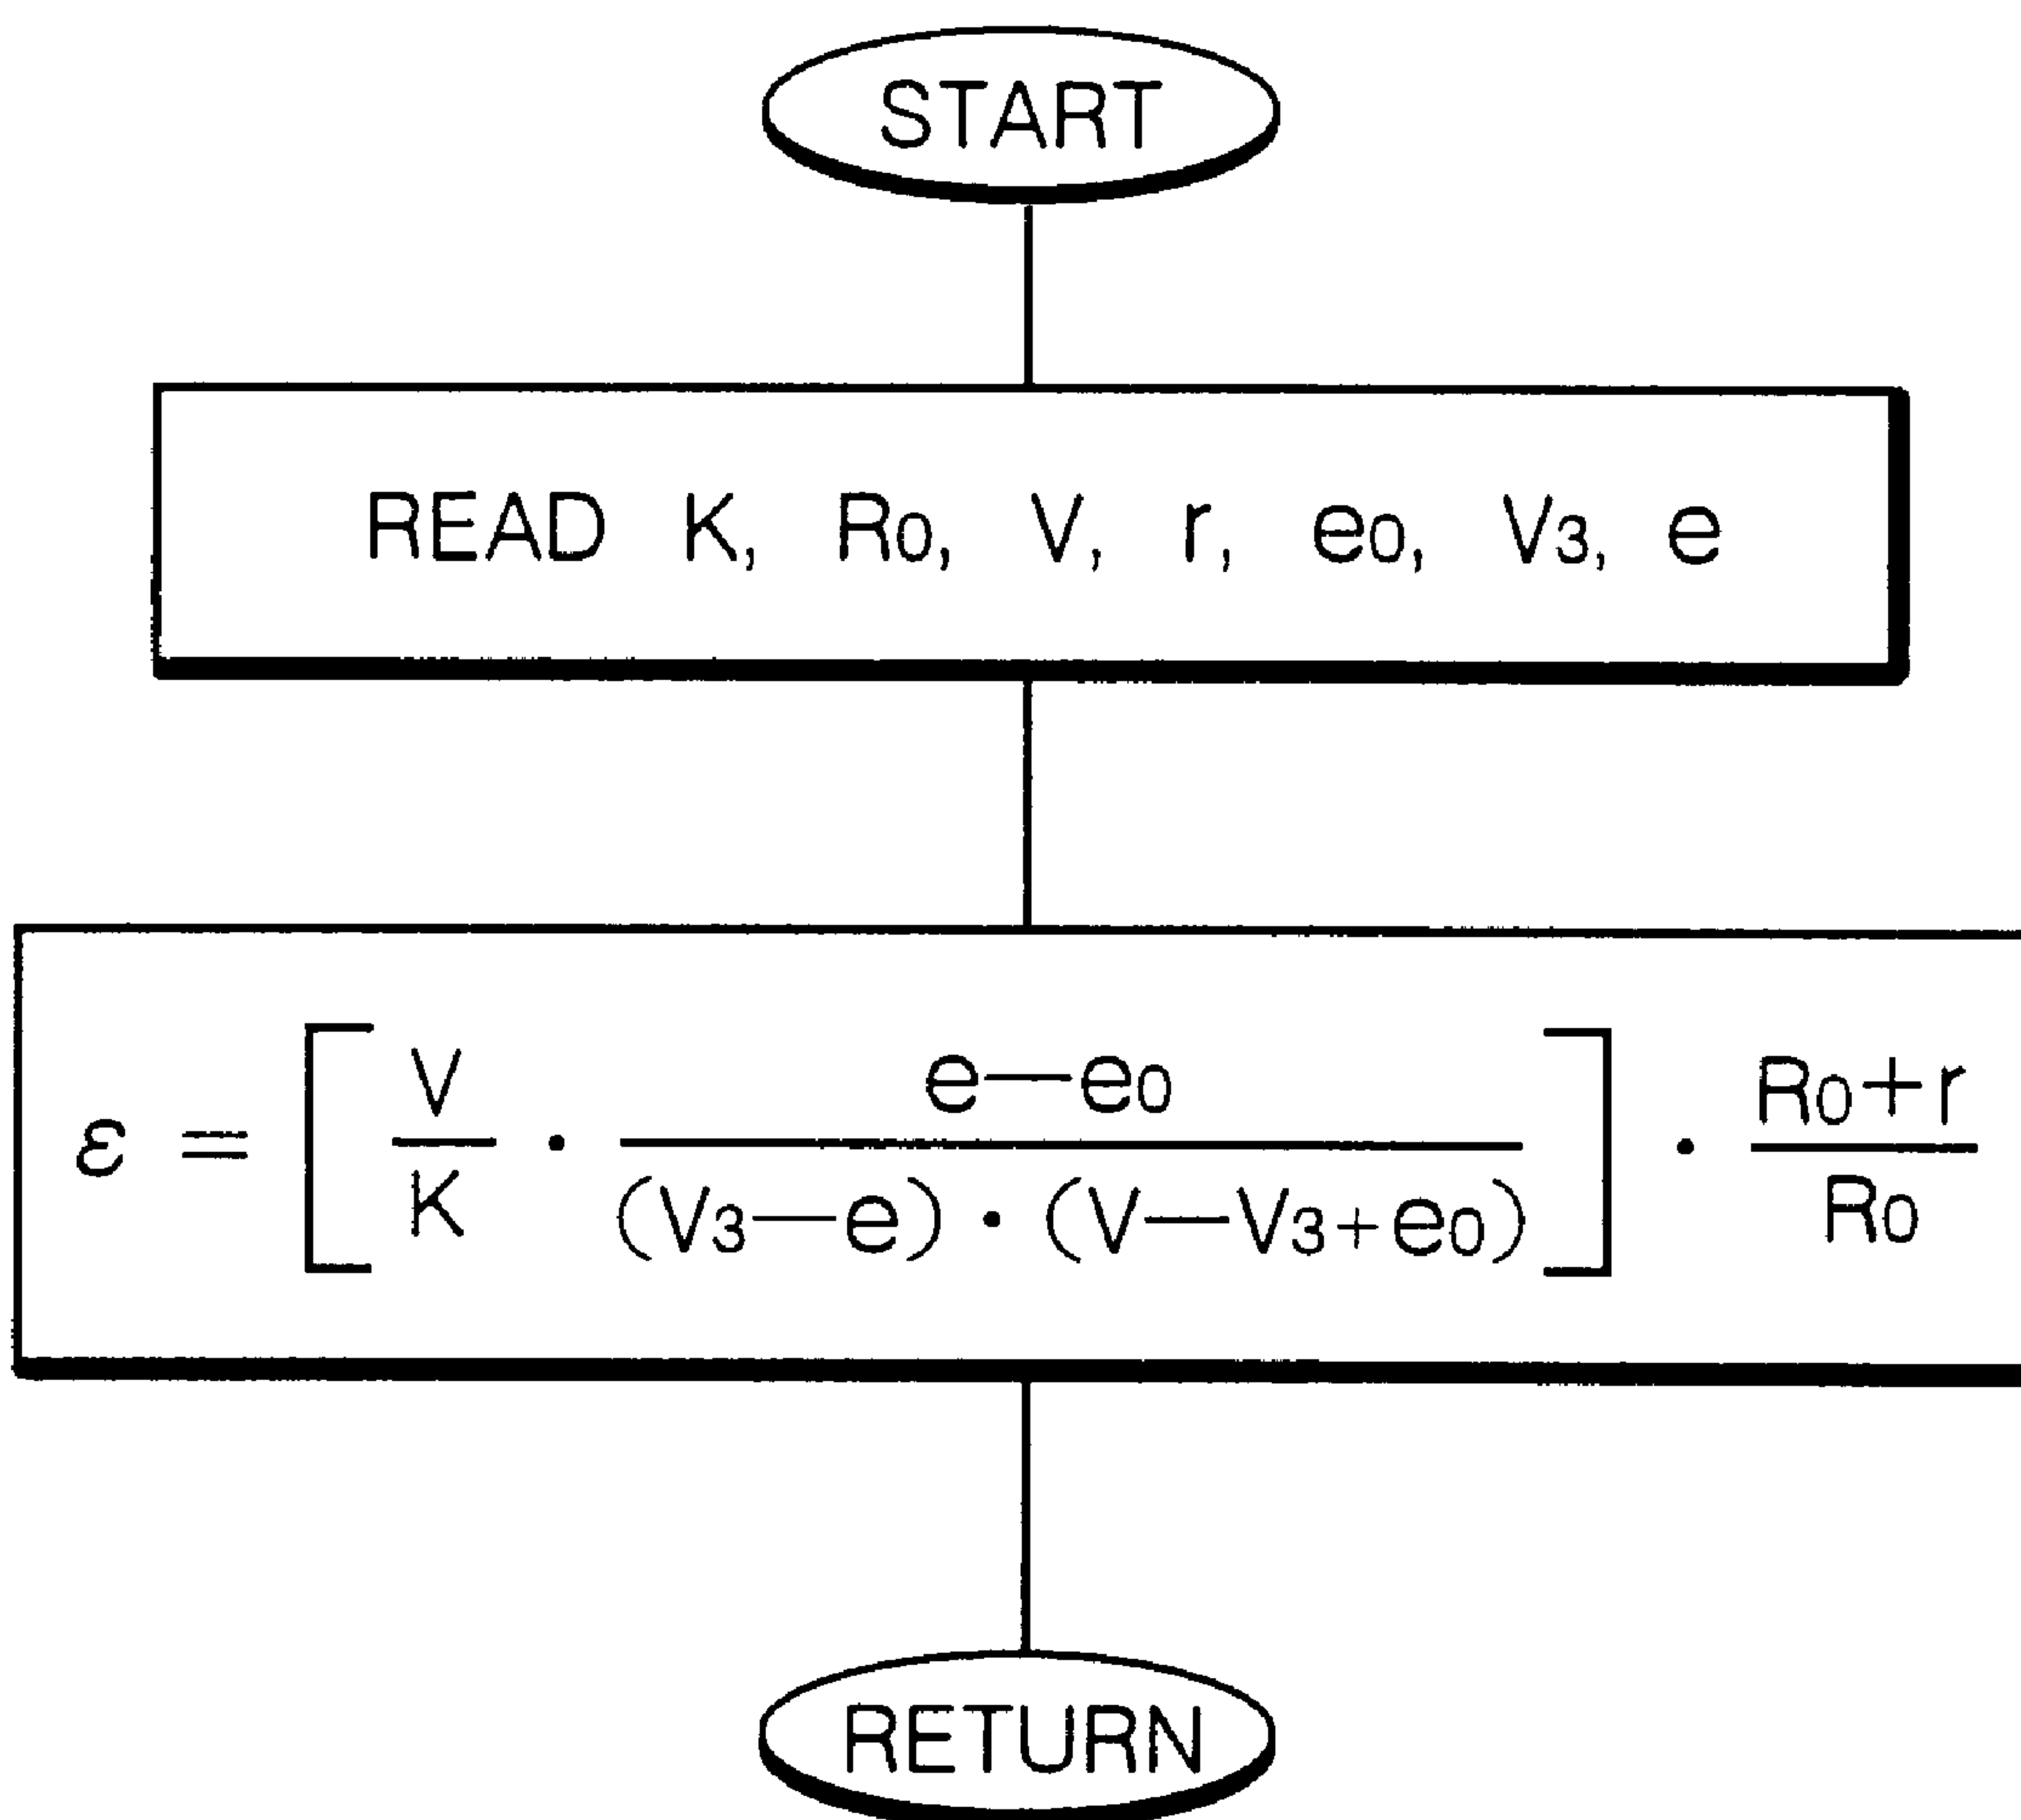 START
READ K, R₀, V, r, e₀, V₃, e
ε = [ V/K · (e−e₀)/((V₃−e)·(V−V₃+e₀)) ] · (R₀+r)/R₀
RETURN